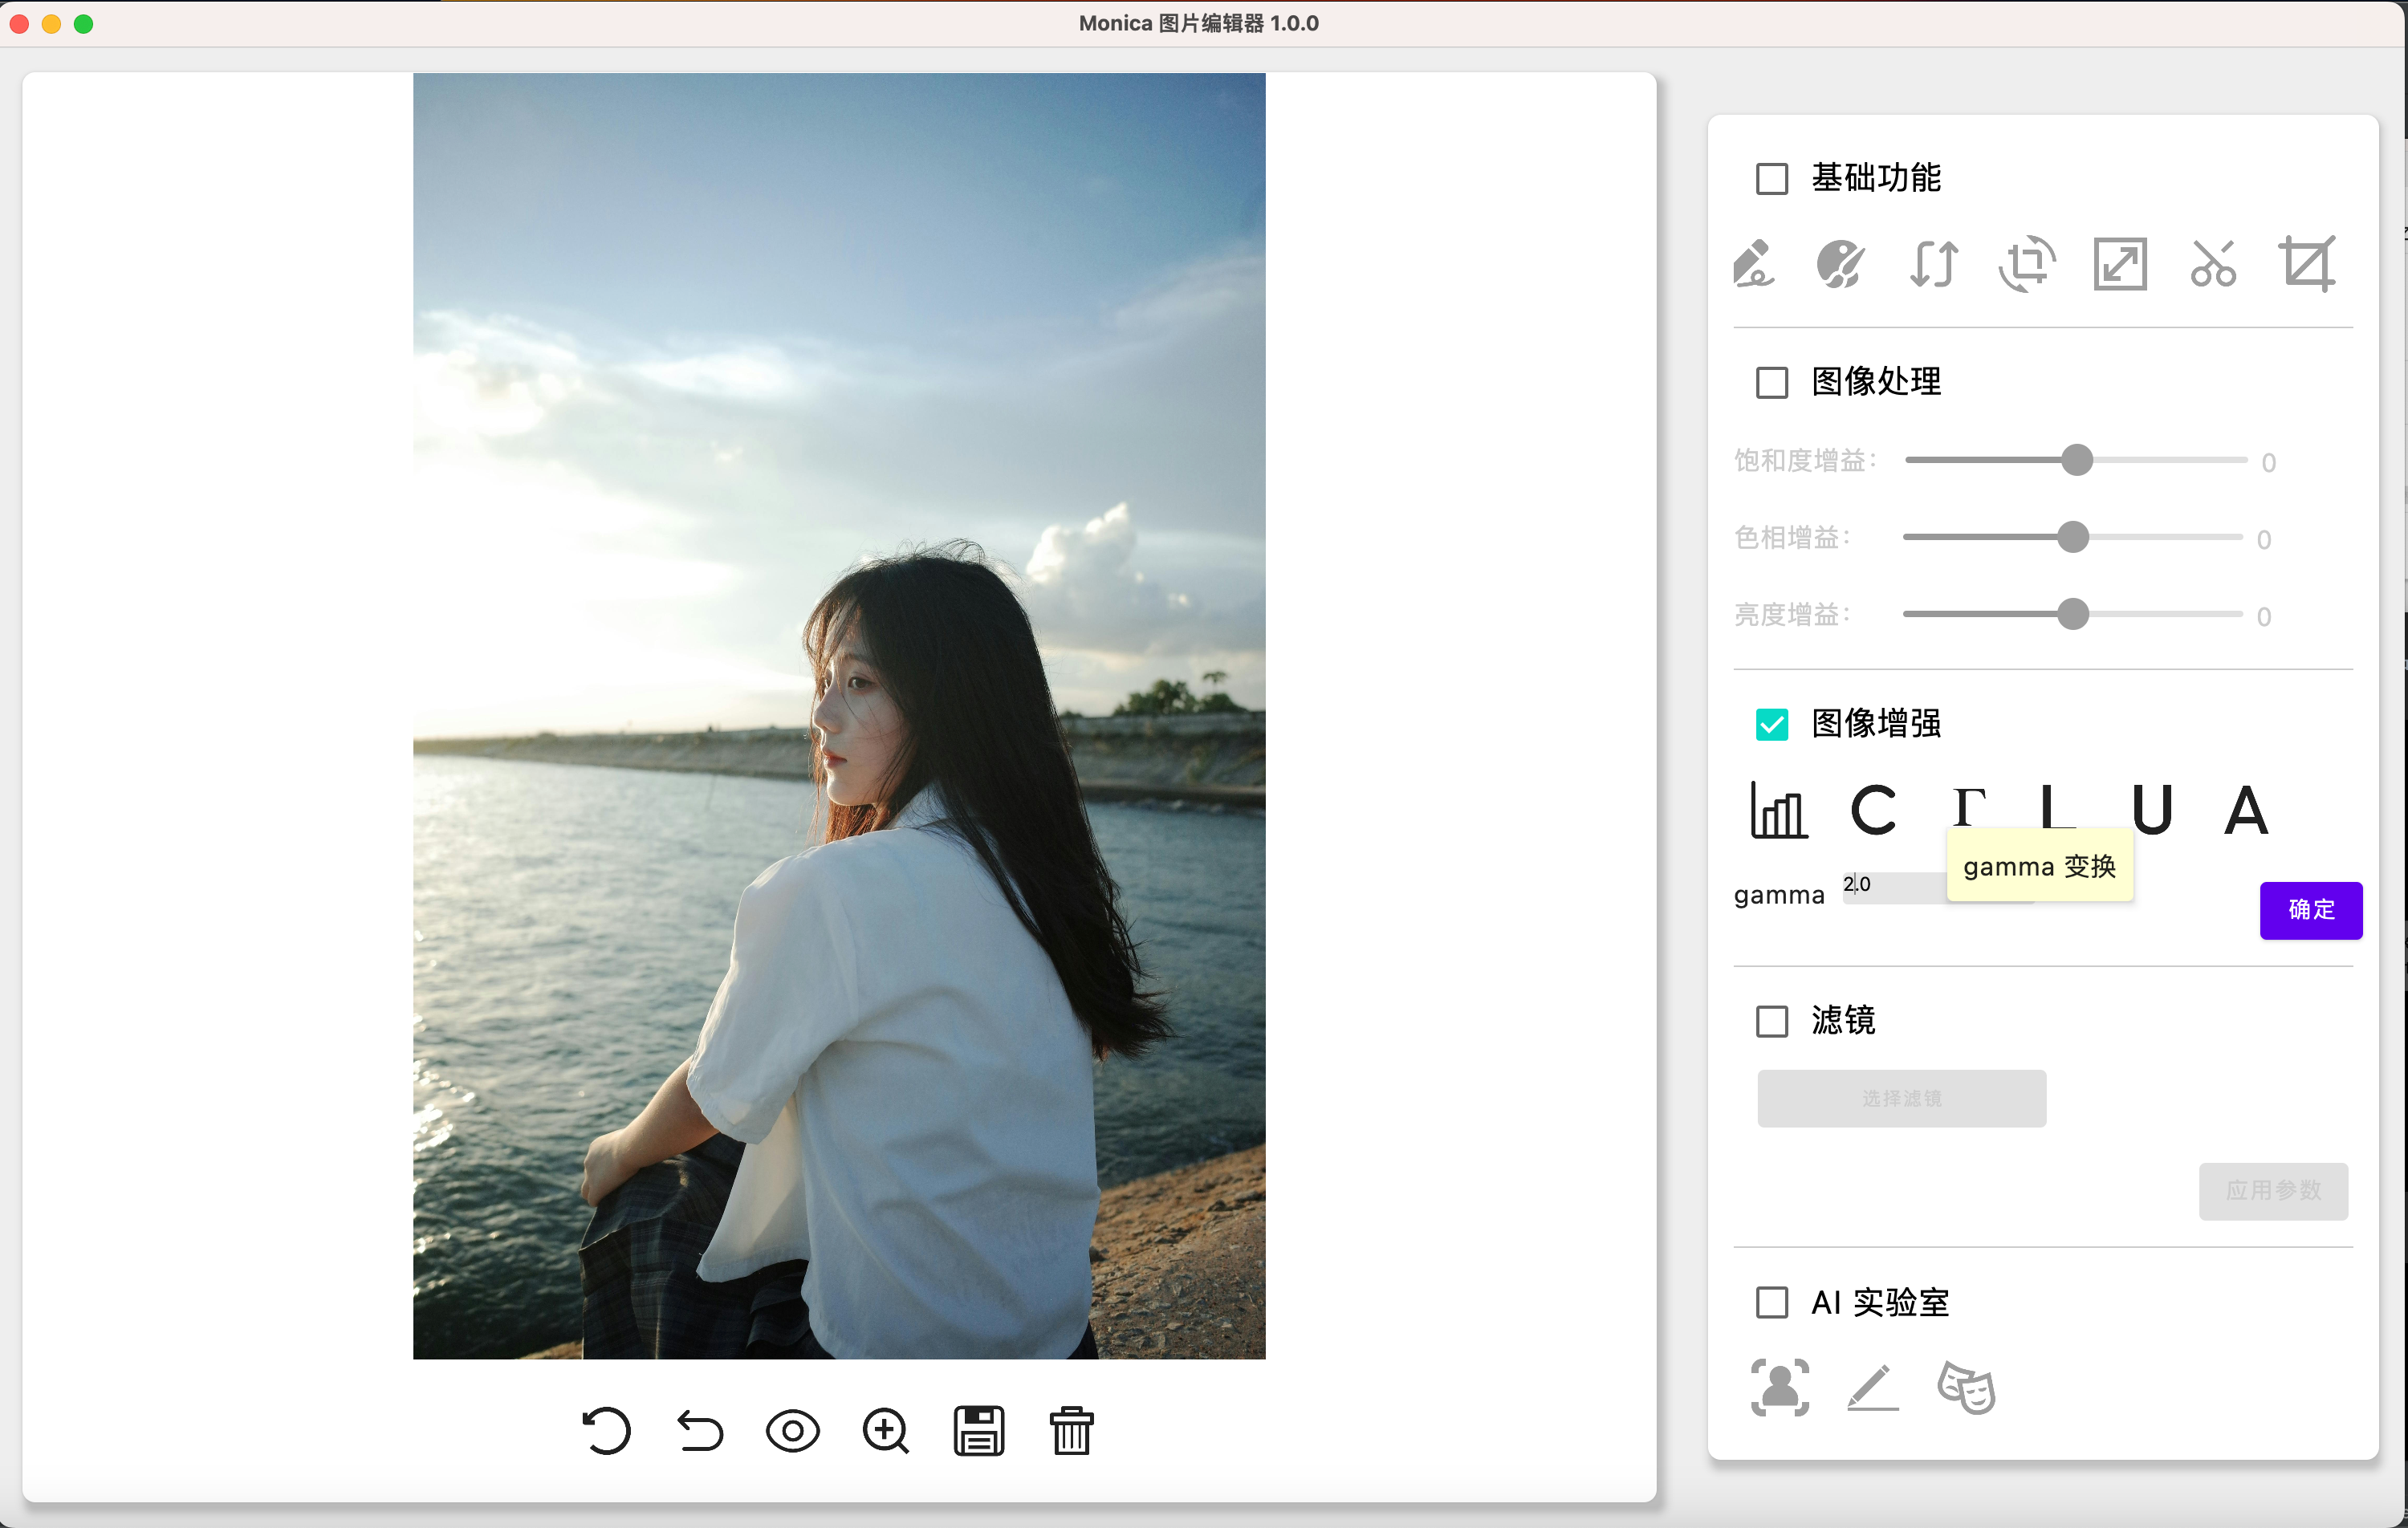 Monica 图片编辑器 1.0.0
基础功能
图像处理
饱和度增益: 0
色相增益: 0
亮度增益: 0
图像增强
C Γ L U A
gamma 变换
gamma 2.0
确定
滤镜
选择滤镜
应用参数
AI 实验室